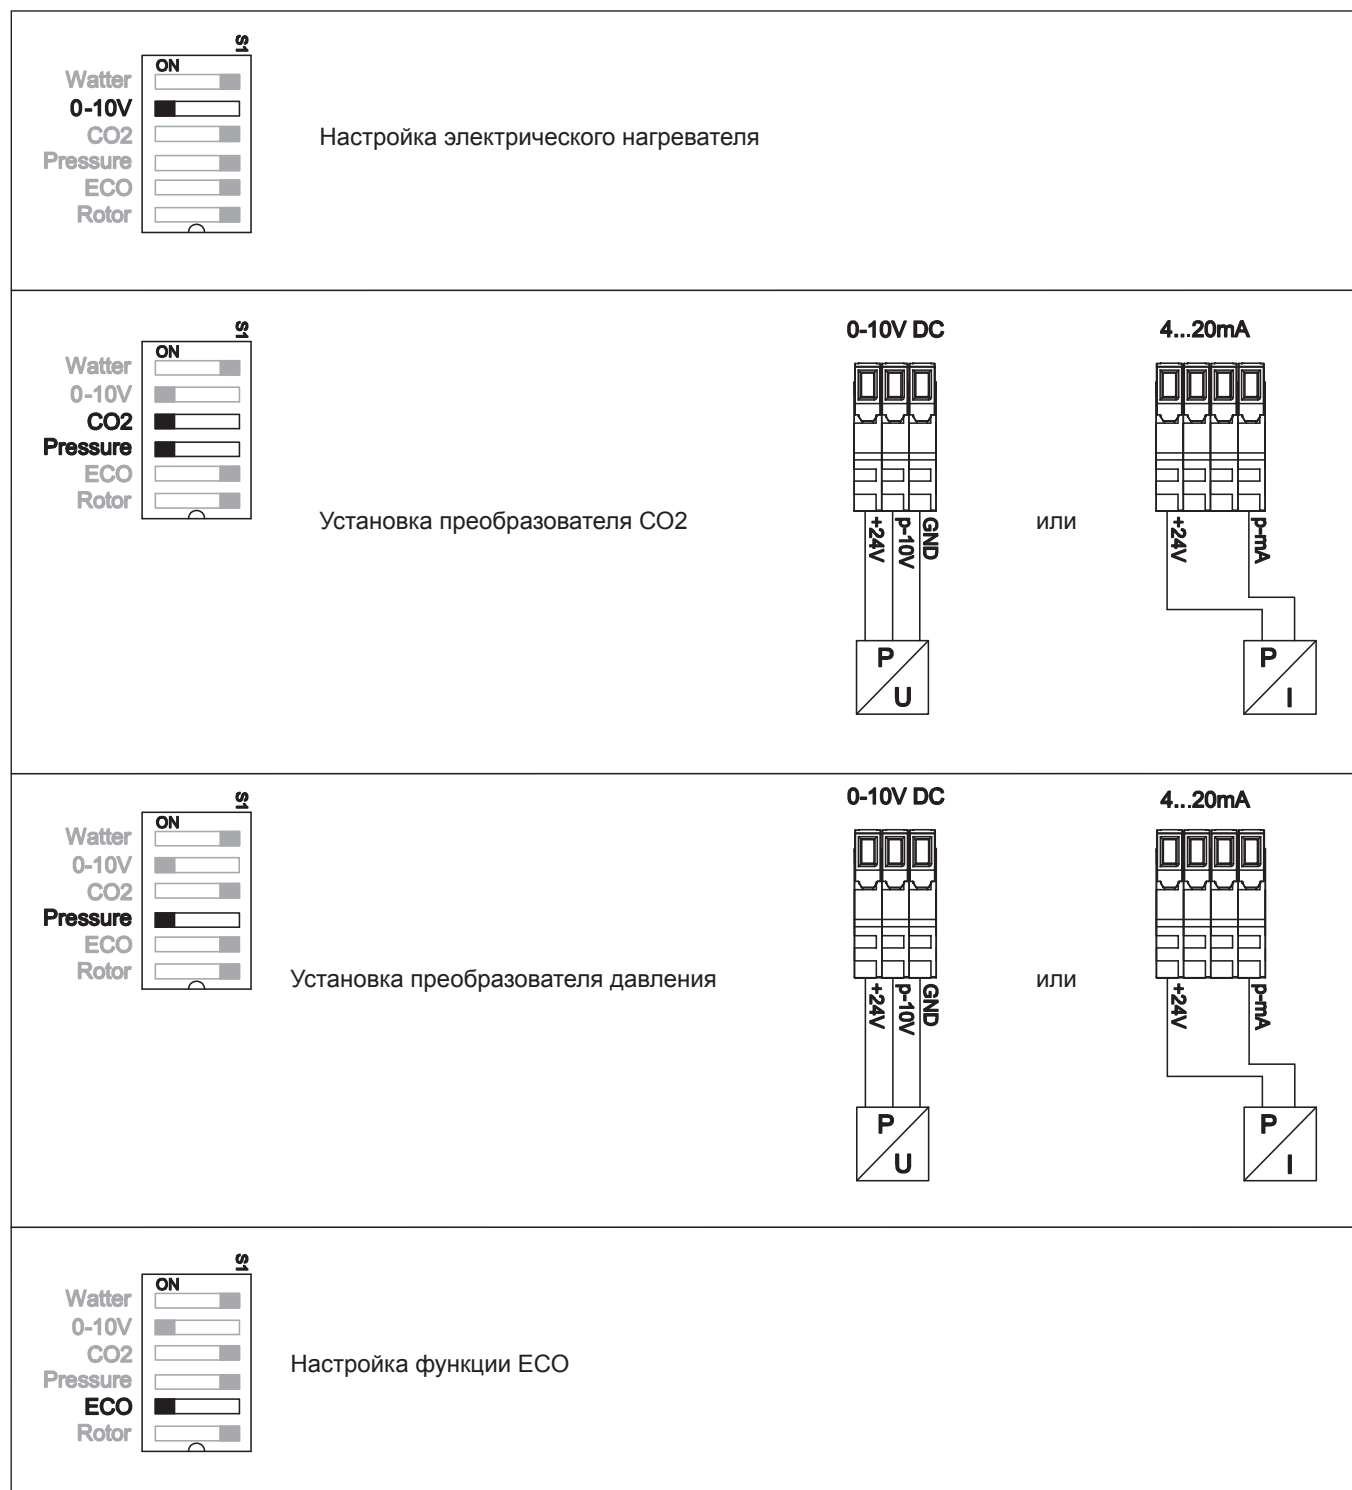 S1
ON
Watter
0-10V
CO2
Pressure
ECO
Rotor
Настройка электрического нагревателя
S1
ON
Watter
0-10V
CO2
Pressure
ECO
Rotor
Установка преобразователя CO2
0-10V DC
+24V
p-10V
GND
P
U
или
4...20mA
+24V
p-mA
P
I
S1
ON
Watter
0-10V
CO2
Pressure
ECO
Rotor
Установка преобразователя давления
0-10V DC
+24V
p-10V
GND
P
U
или
4...20mA
+24V
p-mA
P
I
S1
ON
Watter
0-10V
CO2
Pressure
ECO
Rotor
Настройка функции ECO